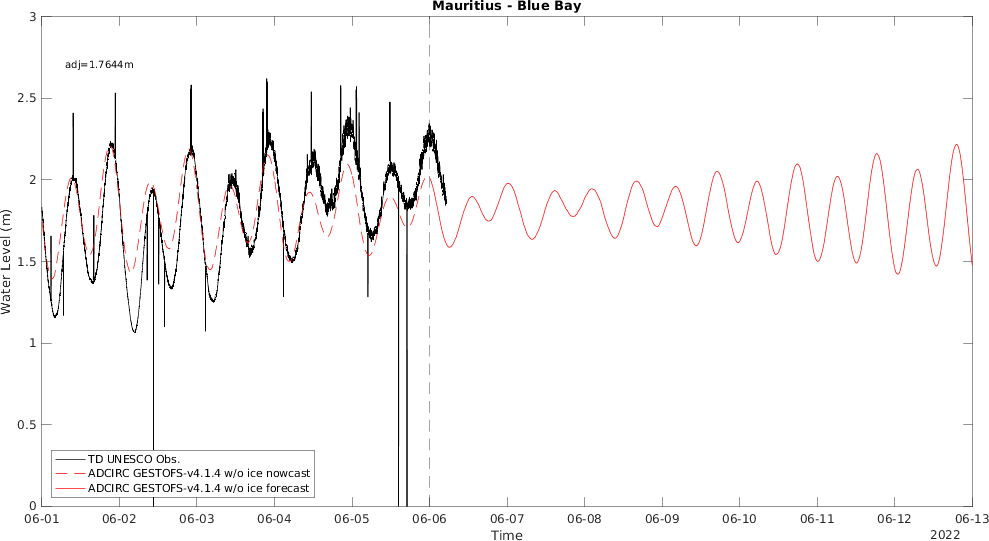 Mauritius - Blue Bay
3
adj=1.7644m
2.5
2
1.5
1
0.5
0
Water Level (m)
TD UNESCO Obs.
ADCIRC GESTOFS-v4.1.4 w/o ice nowcast
ADCIRC GESTOFS-v4.1.4 w/o ice forecast
06-01 06-02 06-03 06-04 06-05 06-06 06-07 06-08 06-09 06-10 06-11 06-12 06-13
Time
2022